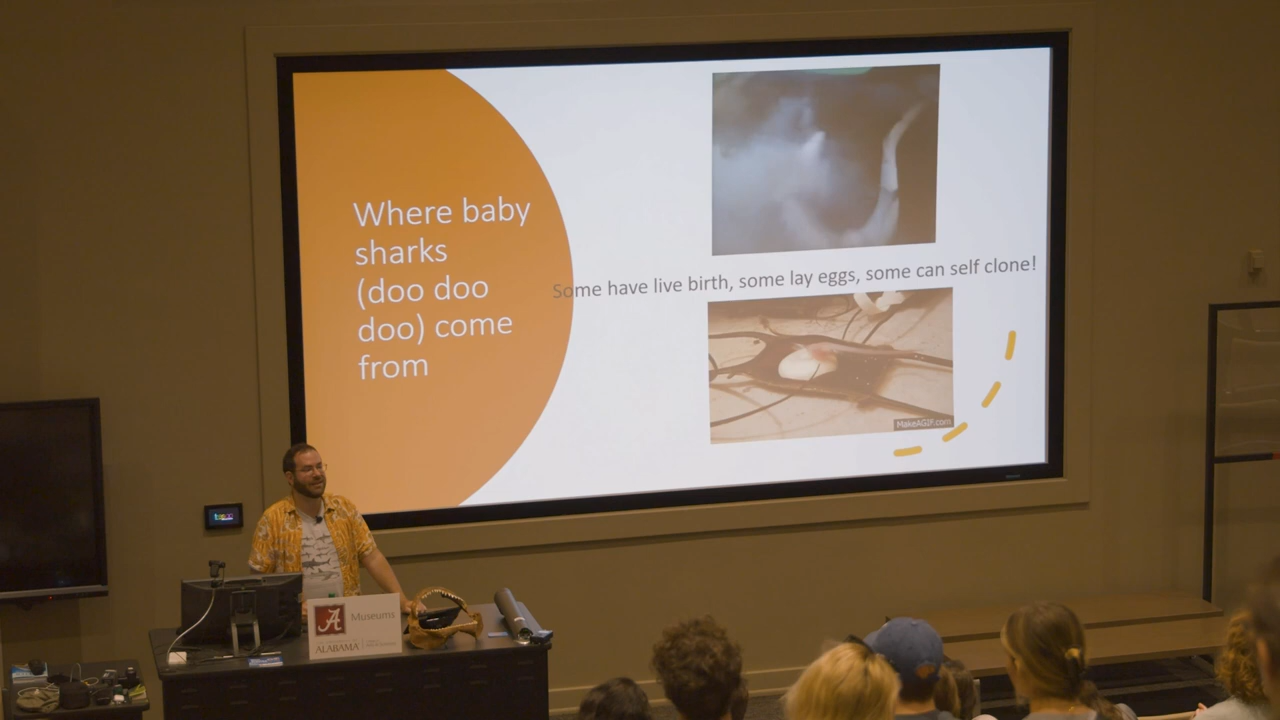 Where baby
sharks
(doo doo
doo) come
from
Some have live birth, some lay eggs, some can self clone!
MakeAGIF.com
A
Museums
ALABAMA